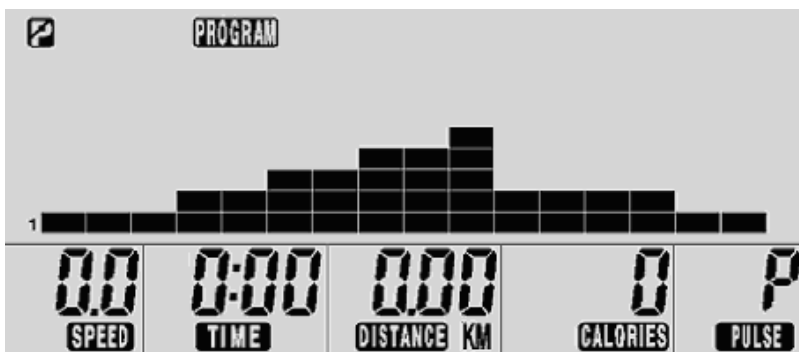 PROGRAM
1
0.0 0:00 0.00 0 P
SPEED TIME DISTANCE KM CALORIES PULSE